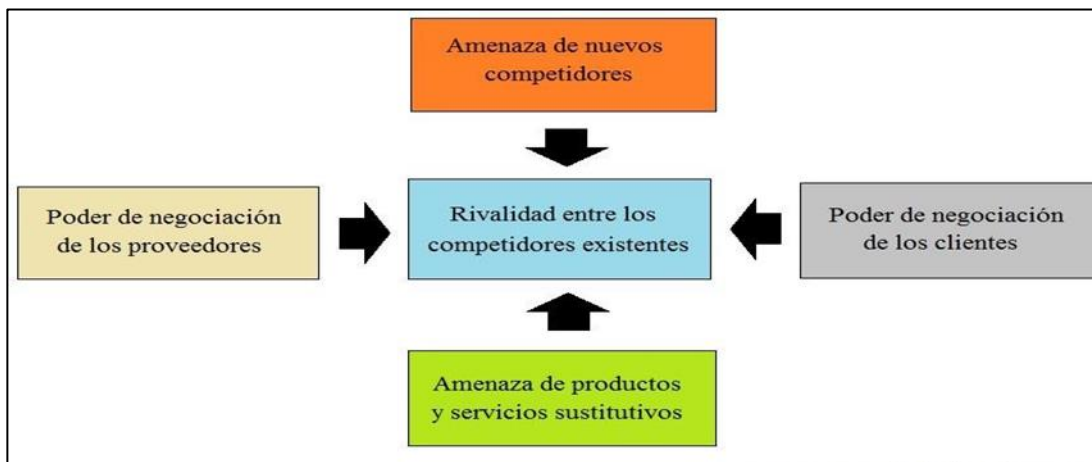 Amenaza de nuevos
competidores
Poder de negociación
de los proveedores
Rivalidad entre los
competidores existentes
Poder de negociación
de los clientes
Amenaza de productos
y servicios sustitutivos